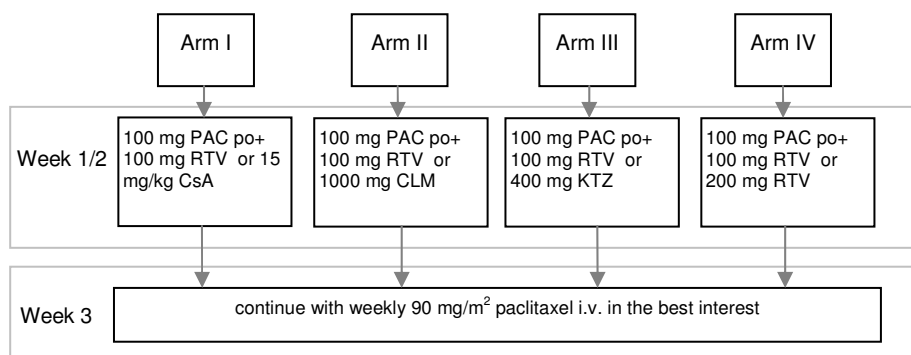 Arm I
Arm II
Arm III
Arm IV
Week 1/2
100 mg PAC po+
100 mg RTV or 15
mg/kg CsA
100 mg PAC po+
100 mg RTV or
1000 mg CLM
100 mg PAC po+
100 mg RTV or
400 mg KTZ
100 mg PAC po+
100 mg RTV or
200 mg RTV
Week 3
continue with weekly 90 mg/m² paclitaxel i.v. in the best interest